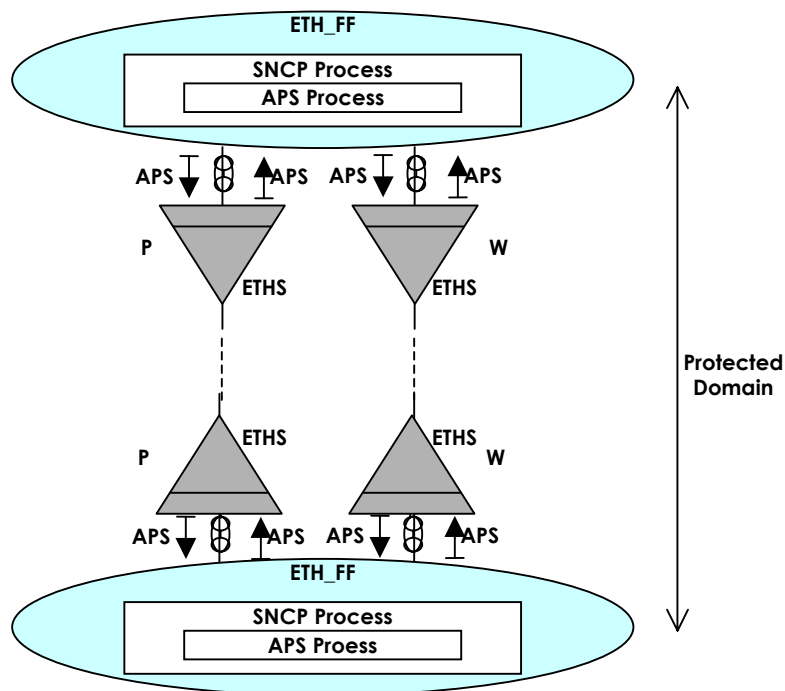 ETH_FF
SNCP Process
APS Process
APS
APS
APS
APS
P
W
ETHS
ETHS
Protected
Domain
ETHS
ETHS
P
W
APS
APS
APS
APS
ETH_FF
SNCP Process
APS Proess